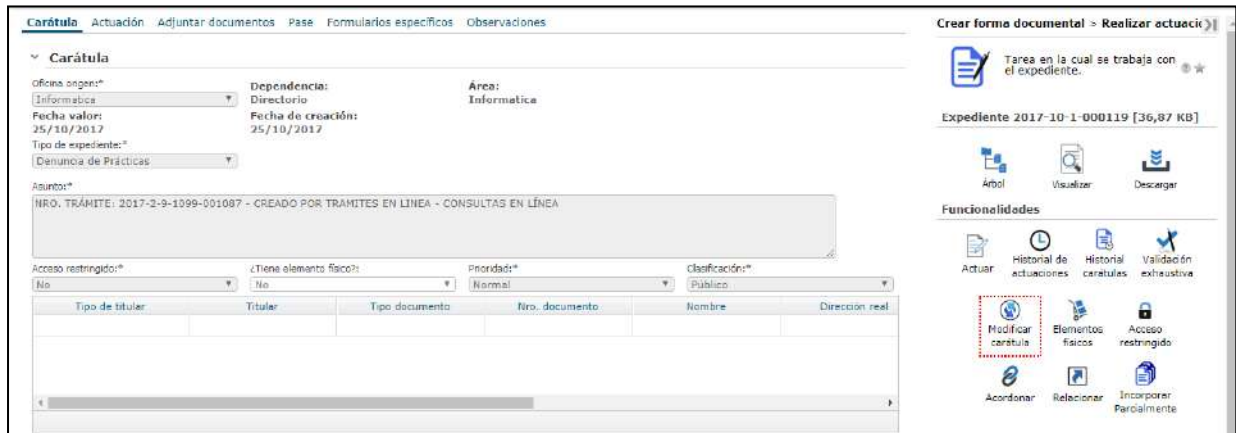 Carátula Actuación Adjuntar documentos Pase Formularios específicos Observaciones
Carátula
Oficina origen:* Dependencia: Área:
Informatica Directorio Informatica
Fecha valor: Fecha de creación:
25/10/2017 25/10/2017
Tipo de expediente:*
Denuncia de Prácticas
Asunto:*
NRO. TRÁMITE: 2017-2-9-1099-001087 - CREADO POR TRAMITES EN LINEA - CONSULTAS EN LÍNEA
Acceso restringido:* ¿Tiene elemento físico?: Prioridad:* Clasificación:*
No No Normal Público
Tipo de titular Titular Tipo documento Nro. documento Nombre Dirección real
Crear forma documental > Realizar actuació
Tarea en la cual se trabaja con
el expediente.
Expediente 2017-10-1-000119 [36,87 KB]
Árbol Visualizar Descargar
Funcionalidades
Actuar Historial de actuaciones Historial carátulas Validación exhaustiva
Modificar carátula Elementos físicos Acceso restringido
Acordonar Relacionar Incorporar Parcialmente